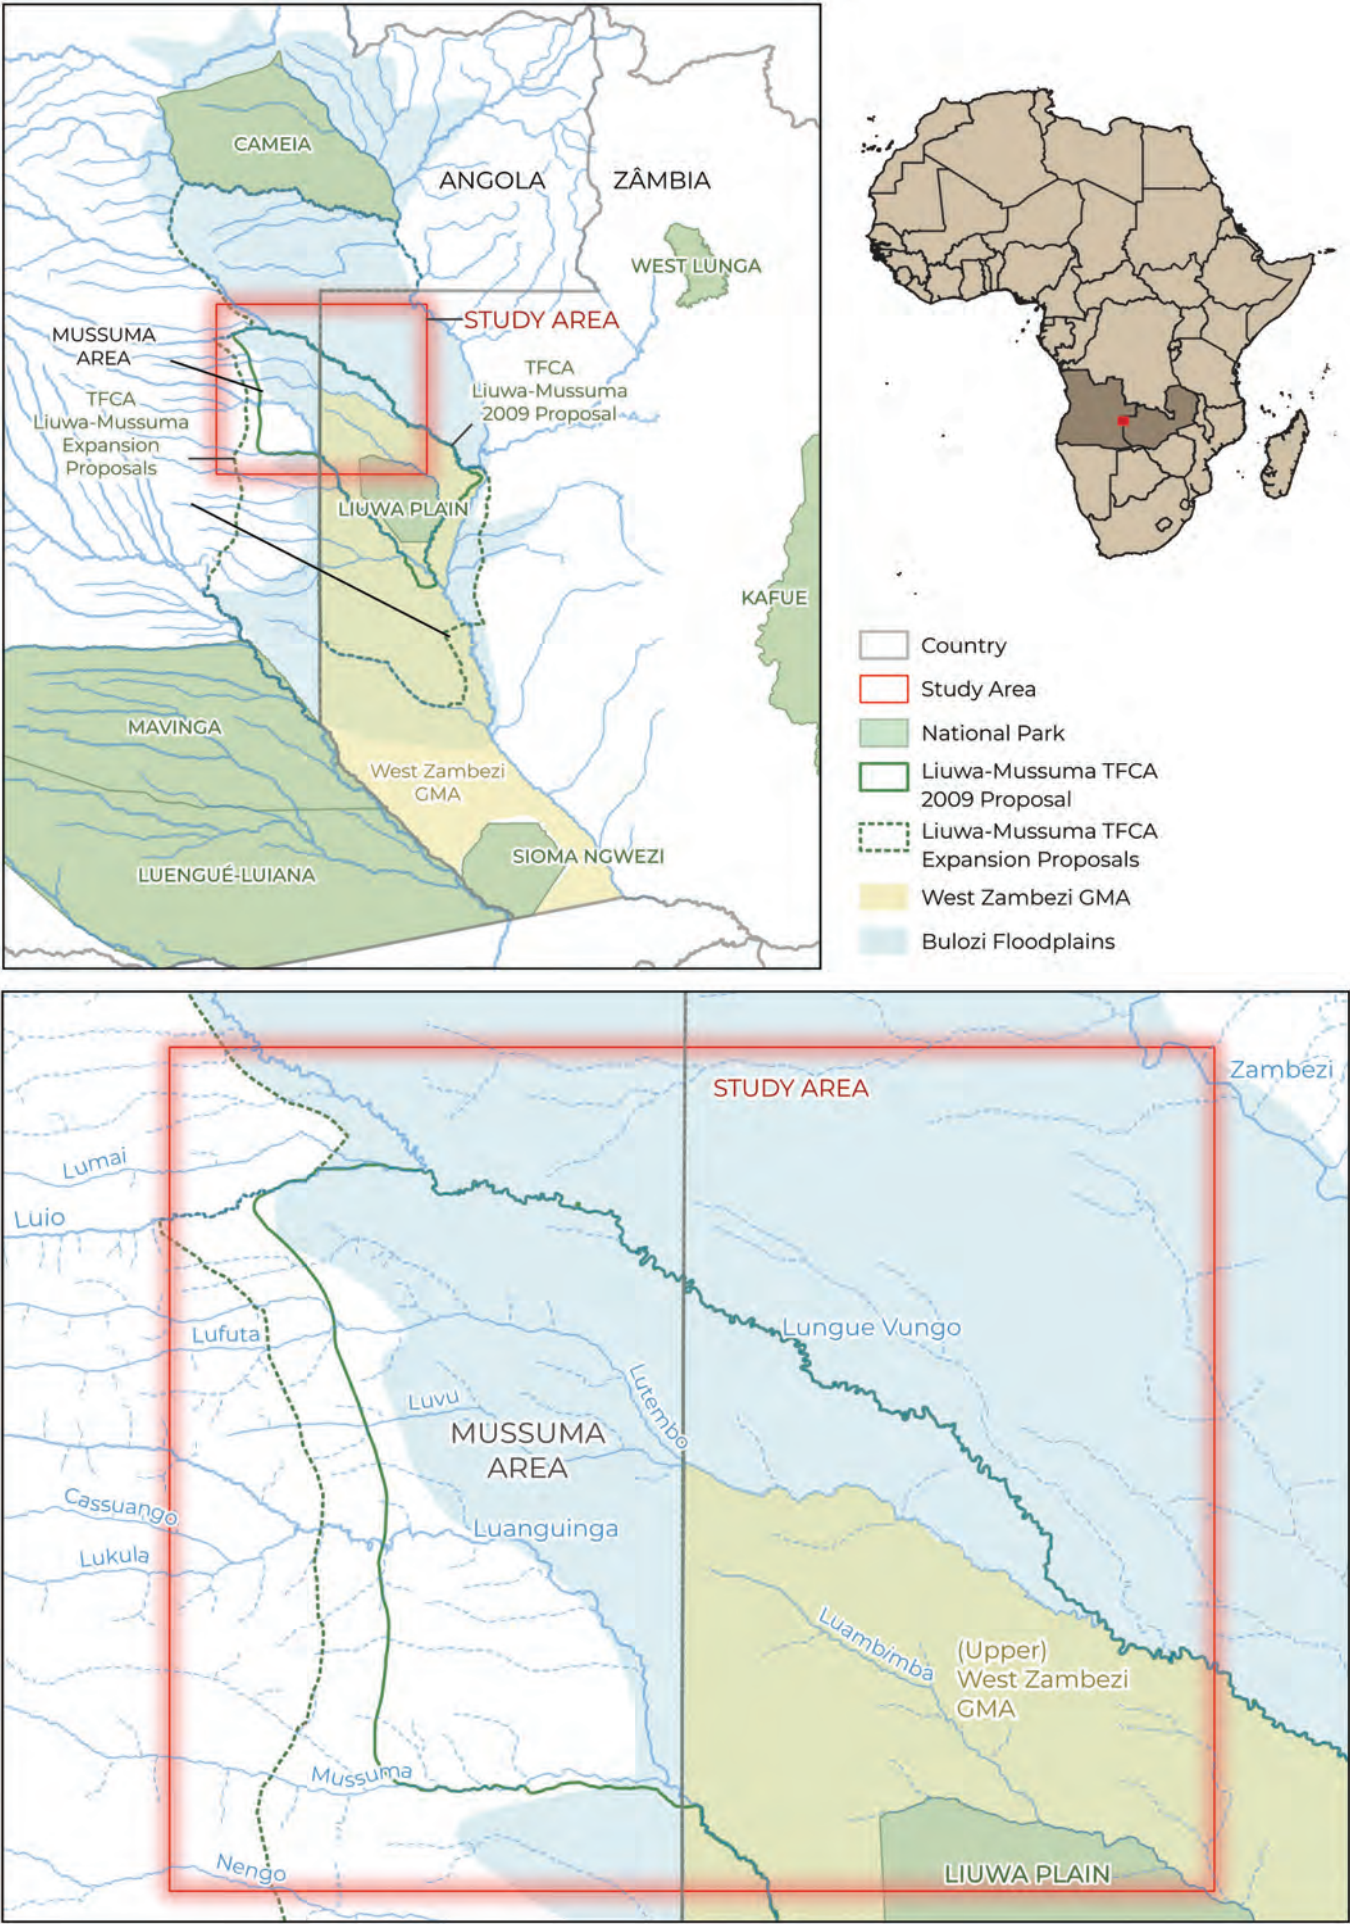 CAMEIA
ANGOLA
ZÂMBIA
WEST LUNGA
STUDY AREA
MUSSUMA
AREA
TFCA
Liuwa-Mussuma
2009 Proposal
TFCA
Liuwa-Mussuma
Expansion
Proposals
LIUWA PLAIN
KAFUE
MAVINGA
West Zambezi
GMA
SIOMA NGWEZI
LUENGUÉ-LUIANA
Country
Study Area
National Park
Liuwa-Mussuma TFCA
2009 Proposal
Liuwa-Mussuma TFCA
Expansion Proposals
West Zambezi GMA
Bulozi Floodplains
Zambezi
STUDY AREA
Lumai
Luio
Lungue Vungo
Lufuta
Lutembo
Luvu
MUSSUMA
AREA
Cassuango
Luanguinga
Lukula
Luambimba
(Upper)
West Zambezi
GMA
Mussuma
Nengo
LIUWA PLAIN